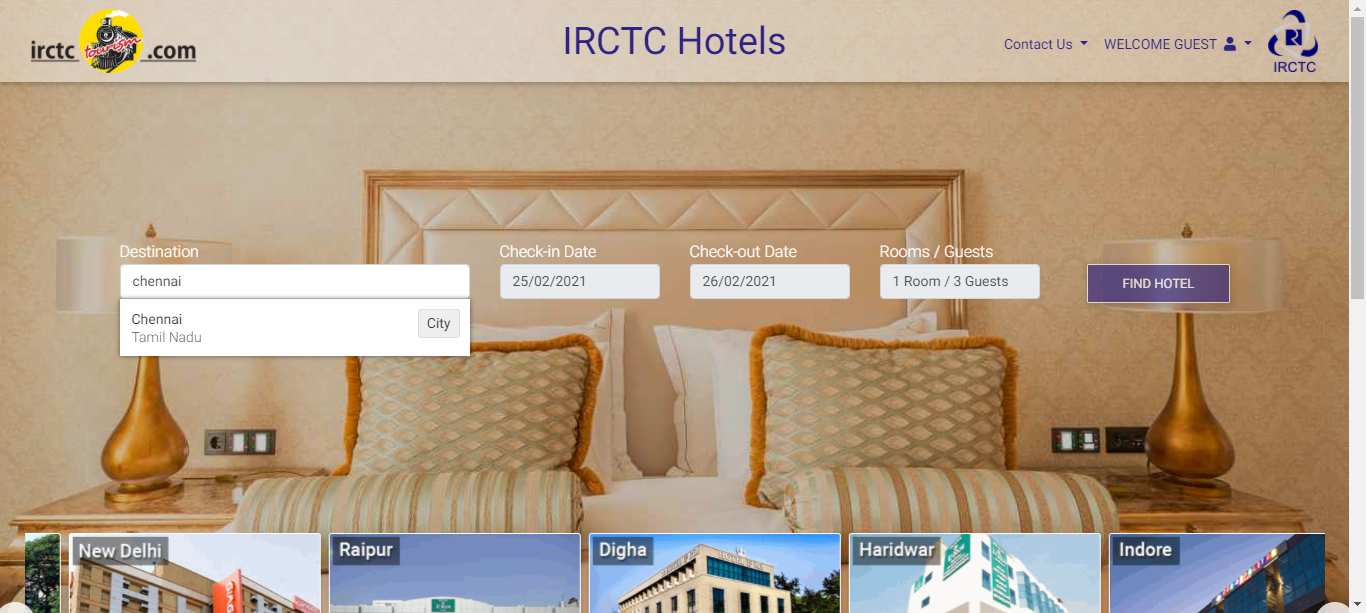 irctc tourism .com
IRCTC Hotels
Contact Us
WELCOME GUEST
IRCTC
Destination
Check-in Date
Check-out Date
Rooms / Guests
chennai
25/02/2021
26/02/2021
1 Room / 3 Guests
FIND HOTEL
Chennai
City
Tamil Nadu
New Delhi
Raipur
Digha
Haridwar
Indore